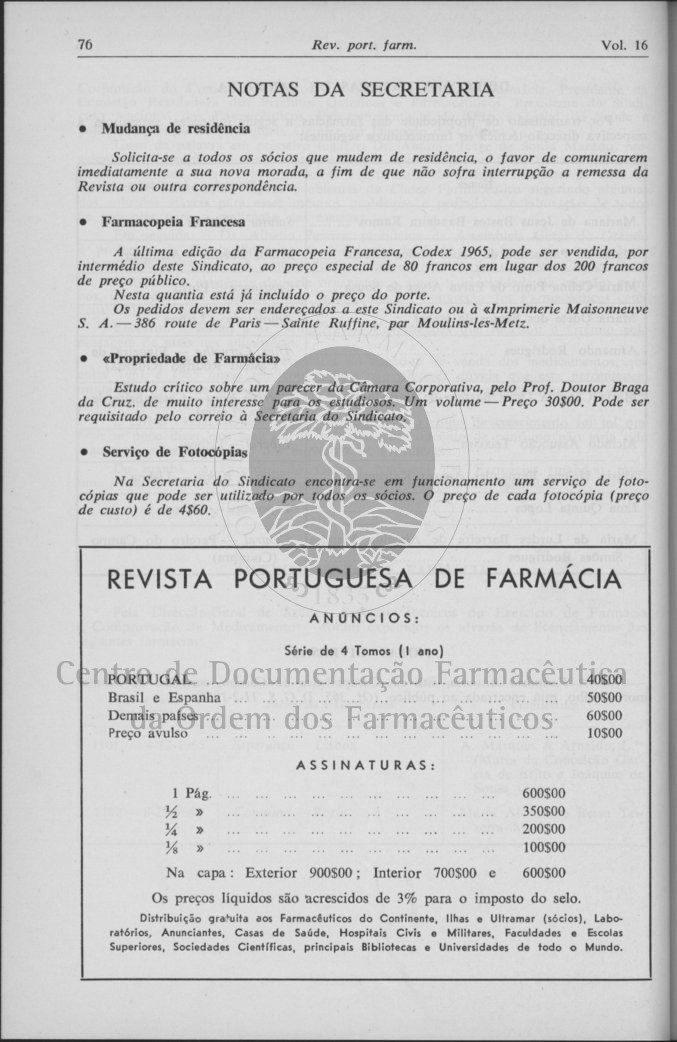 76 Rev. port. farm. Vol. 16
NOTAS DA SECRETARIA
• Mudança de residência
Solicita-se a todos os sócios que mudem de residência, o favor de comunicarem
imediatamente a sua nova morada, a fim de que não sofra interrupção a remessa da
Revista ou outra correspondência.
• Farmacopeia Francesa
A última edição da Farmacopeia Francesa, Codex 1965, pode ser vendida, por
intermédio deste Sindicato, ao preço especial de 80 francos em lugar dos 200 francos
de preço público.
Nesta quantia está já incluído o preço do porte.
Os pedidos devem ser endereçados a este Sindicato ou à «Imprimerie Maisonneuve
S. A. — 386 route de Paris — Sainte Ruffine, par Moulins-les-Metz.
• «Propriedade de Farmácia»
Estudo crítico sobre um parecer da Câmara Corporativa, pelo Prof. Doutor Braga
da Cruz. de muito interesse para os estudiosos. Um volume — Preço 30$00. Pode ser
requisitado pelo correio à Secretaria do Sindicato.
• Serviço de Fotocópias
Na Secretaria do Sindicato encontra-se em funcionamento um serviço de foto-
cópias que pode ser utilizado por todos os sócios. O preço de cada fotocópia (preço
de custo) é de 4$60.
REVISTA PORTUGUESA DE FARMÁCIA
1835
ANÚNCIOS:
Série de 4 Tomos (1 ano)
Centro de Documentação Farmacêutica
PORTUGAL ... ... ... ... ... ... ... ... ... ... ... ... ... 40$00
Brasil e Espanha ... ... ... ... ... ... ... ... ... ... ... ... 50$00
da Ordem dos Farmacêuticos
Demais países ... ... ... ... ... ... ... ... ... ... ... ... ... 60$00
Preço avulso ... ... ... ... ... ... ... ... ... ... ... ... ... 10$00
ASSINATURAS:
1 Pág. ... ... ... ... ... ... ... ... ... ... 600$00
½ » ... ... ... ... ... ... ... ... ... ... 350$00
¼ » ... ... ... ... ... ... ... ... ... ... 200$00
⅛ » ... ... ... ... ... ... ... ... ... ... 100$00
Na capa: Exterior 900$00; Interior 700$00 e 600$00
Os preços líquidos são acrescidos de 3% para o imposto do selo.
Distribuição gratuita aos Farmacêuticos do Continente, Ilhas e Ultramar (sócios), Labo-
ratórios, Anunciantes, Casas de Saúde, Hospitais Civis e Militares, Faculdades e Escolas
Superiores, Sociedades Científicas, principais Bibliotecas e Universidades de todo o Mundo.